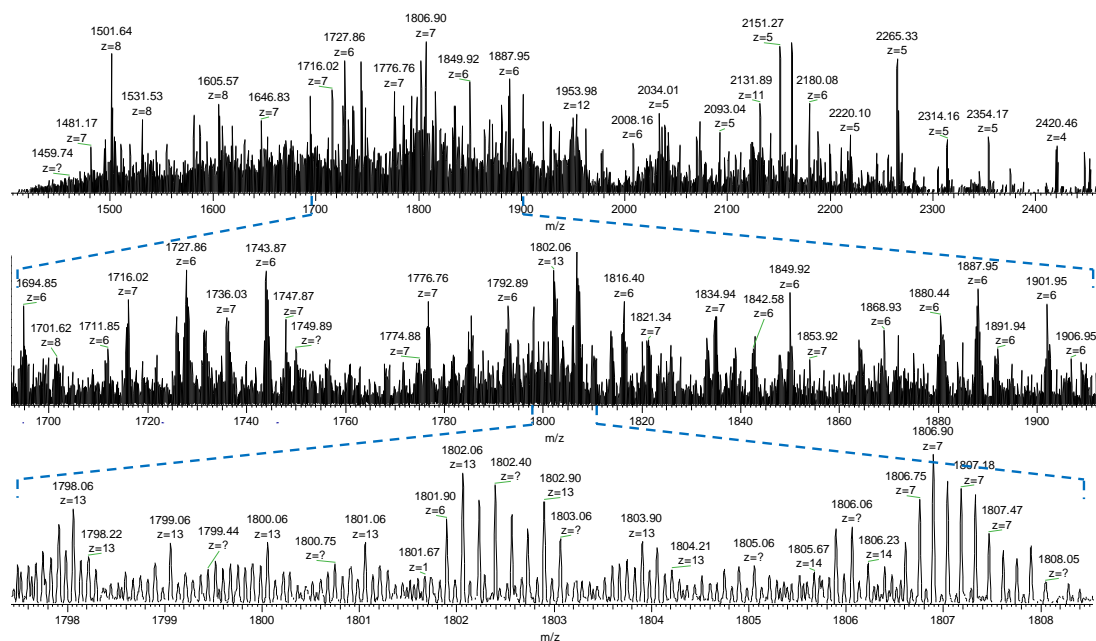 1501.64
z=8
1531.53
z=8
1481.17
z=7
1459.74
z=?
1605.57
z=8
1646.83
z=7
1716.02
z=7
1727.86
z=6
1776.76
z=7
1806.90
z=7
1849.92
z=6
1887.95
z=6
1953.98
z=12
2008.16
z=6
2034.01
z=5
2093.04
z=5
2131.89
z=11
2151.27
z=5
2180.08
z=6
2220.10
z=5
2265.33
z=5
2314.16
z=5
2354.17
z=5
2420.46
z=4
1500
1600
1700
1800
1900
2000
2100
2200
2300
2400
m/z
1694.85
z=6
1701.62
z=8
1711.85
z=6
1716.02
z=7
1727.86
z=6
1736.03
z=7
1743.87
z=6
1747.87
z=7
1749.89
z=?
1774.88
z=7
1776.76
z=7
1792.89
z=6
1802.06
z=13
1816.40
z=6
1821.34
z=7
1834.94
z=7
1842.58
z=6
1849.92
z=6
1853.92
z=7
1868.93
z=6
1880.44
z=6
1887.95
z=6
1891.94
z=6
1901.95
z=6
1906.95
z=6
1700
1720
1740
1760
1780
1800
1820
1840
1860
1880
1900
m/z
1798.06
z=13
1798.22
z=13
1799.06
z=13
1799.44
z=?
1800.06
z=13
1800.75
z=?
1801.06
z=13
1801.67
z=1
1801.90
z=6
1802.06
z=13
1802.40
z=?
1802.90
z=13
1803.06
z=?
1803.90
z=13
1804.21
z=13
1805.06
z=?
1805.67
z=14
1806.06
z=?
1806.23
z=14
1806.75
z=7
1806.90
z=7
1807.18
z=7
1807.47
z=7
1808.05
z=?
1798
1799
1800
1801
1802
1803
1804
1805
1806
1807
1808
m/z